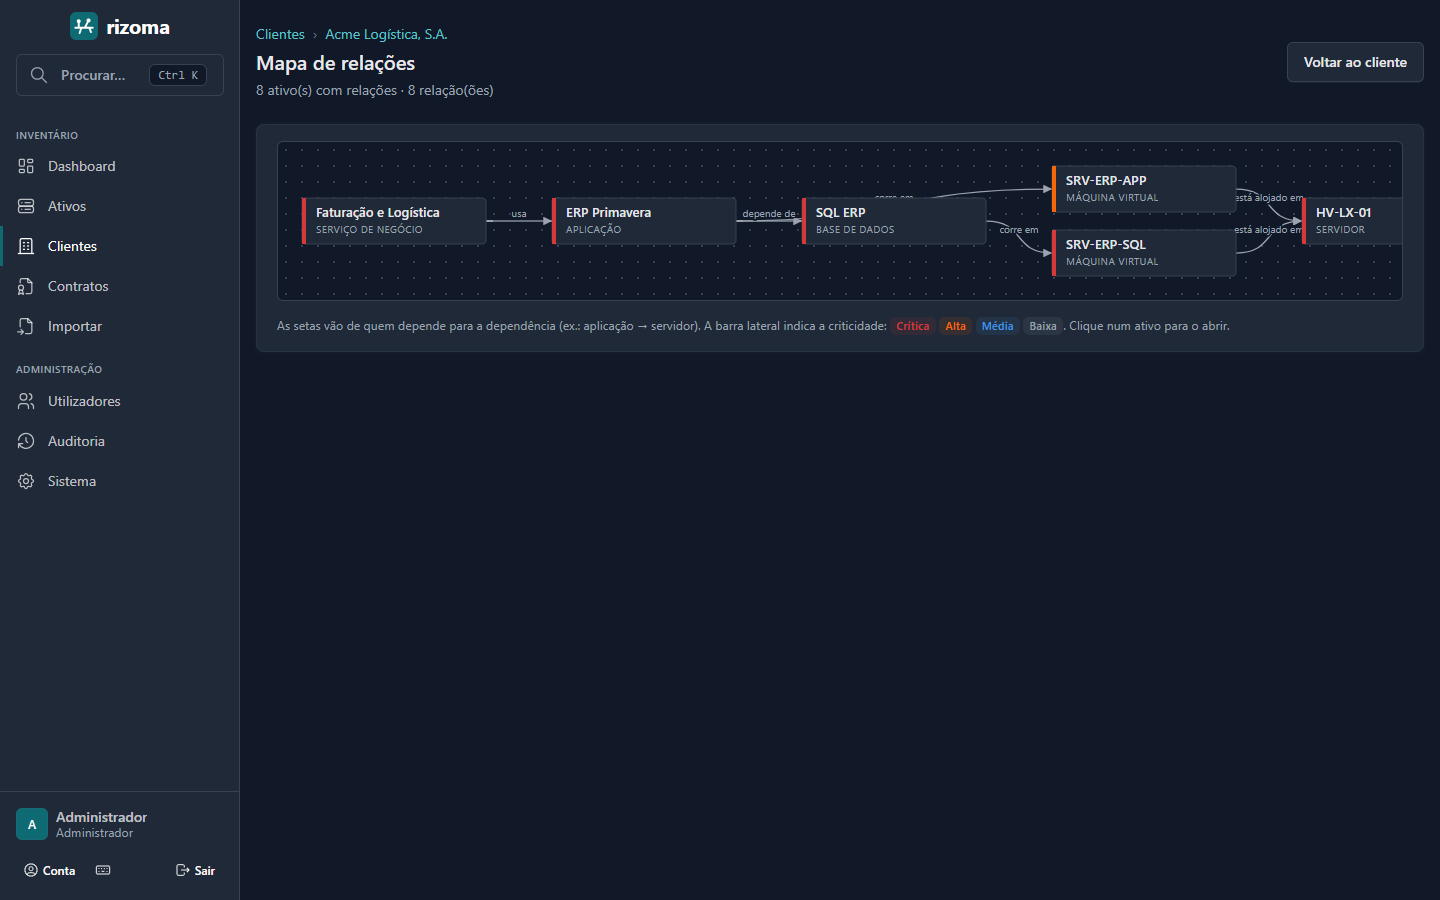 rizoma
Procurar... Ctrl K
INVENTÁRIO
Dashboard
Ativos
Clientes
Contratos
Importar
ADMINISTRAÇÃO
Utilizadores
Auditoria
Sistema
A
Administrador
Administrador
Conta
Sair
Clientes › Acme Logística, S.A.
Mapa de relações
8 ativo(s) com relações · 8 relação(ões)
Voltar ao cliente
Faturação e Logística
SERVIÇO DE NEGÓCIO
usa
ERP Primavera
APLICAÇÃO
depende de
SQL ERP
BASE DE DADOS
corre em
SRV-ERP-APP
MÁQUINA VIRTUAL
SRV-ERP-SQL
MÁQUINA VIRTUAL
está alojado em
está alojado em
HV-LX-01
SERVIDOR
As setas vão de quem depende para a dependência (ex.: aplicação → servidor). A barra lateral indica a criticidade: Crítica Alta Média Baixa. Clique num ativo para o abrir.